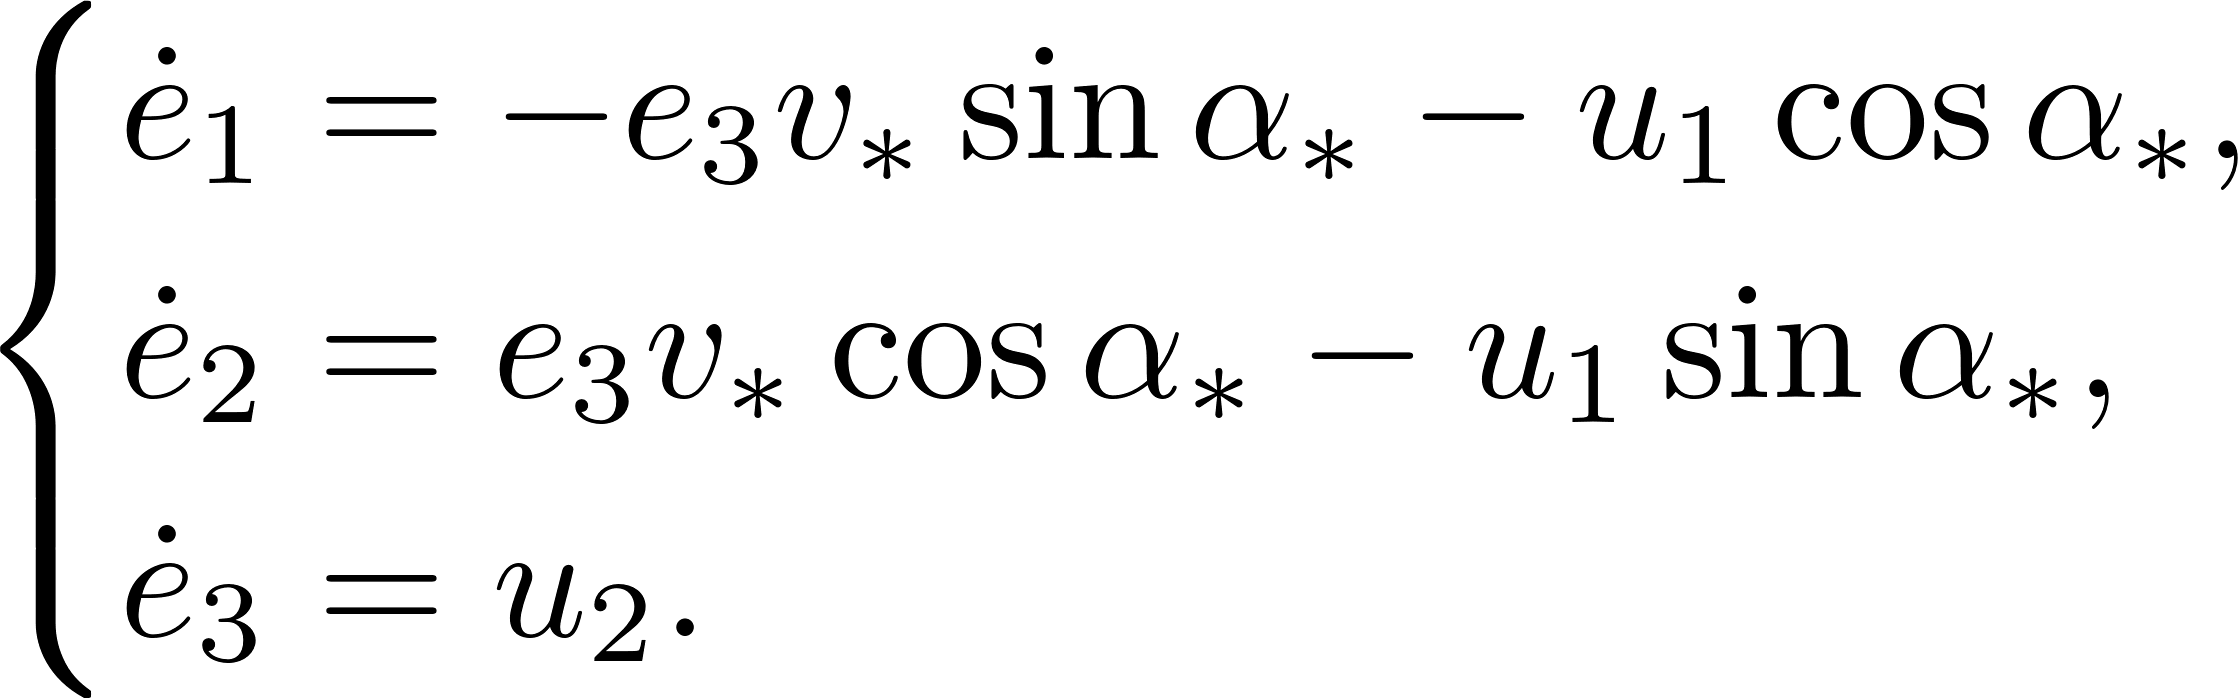 ė₁ = −e₃v∗ sin α∗ − u₁ cos α∗,
ė₂ = e₃v∗ cos α∗ − u₁ sin α∗,
ė₃ = u₂.